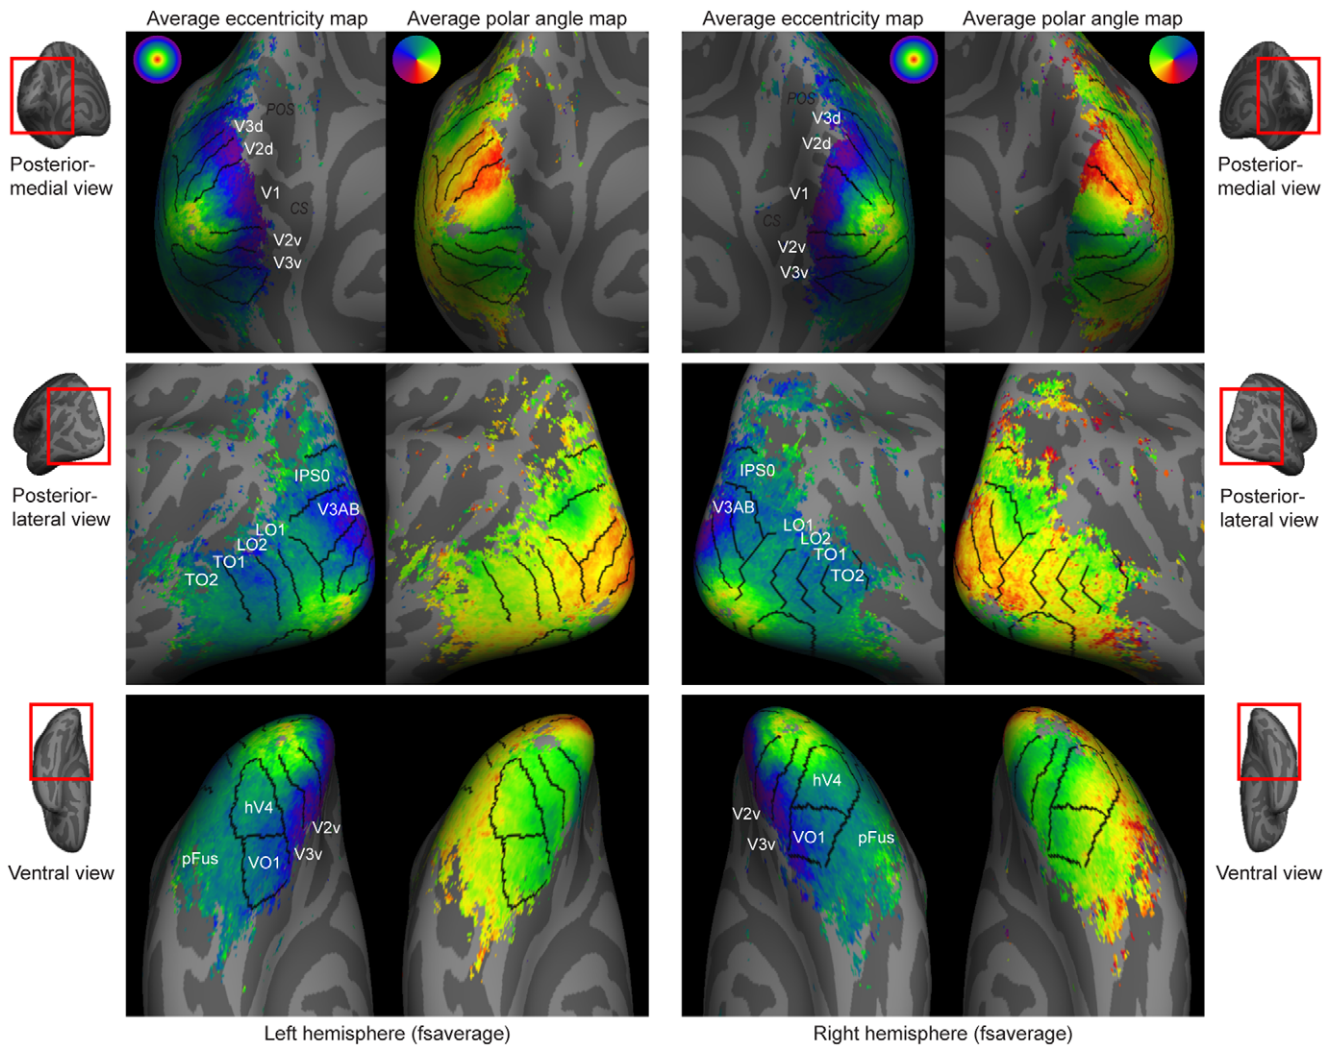 Average eccentricity map Average polar angle map Average eccentricity map Average polar angle map
POS
V3d
V2d
V1
CS
V2v
V3v
POS
V3d
V2d
V1
CS
V2v
V3v
Posterior-
medial view
Posterior-
medial view
IPS0
V3AB
LO1
LO2
TO1
TO2
IPS0
V3AB
LO1
LO2
TO1
TO2
Posterior-
lateral view
Posterior-
lateral view
hV4
V2v
V3v
VO1
pFus
hV4
V2v
V3v
VO1
pFus
Ventral view
Ventral view
Left hemisphere (fsaverage) Right hemisphere (fsaverage)